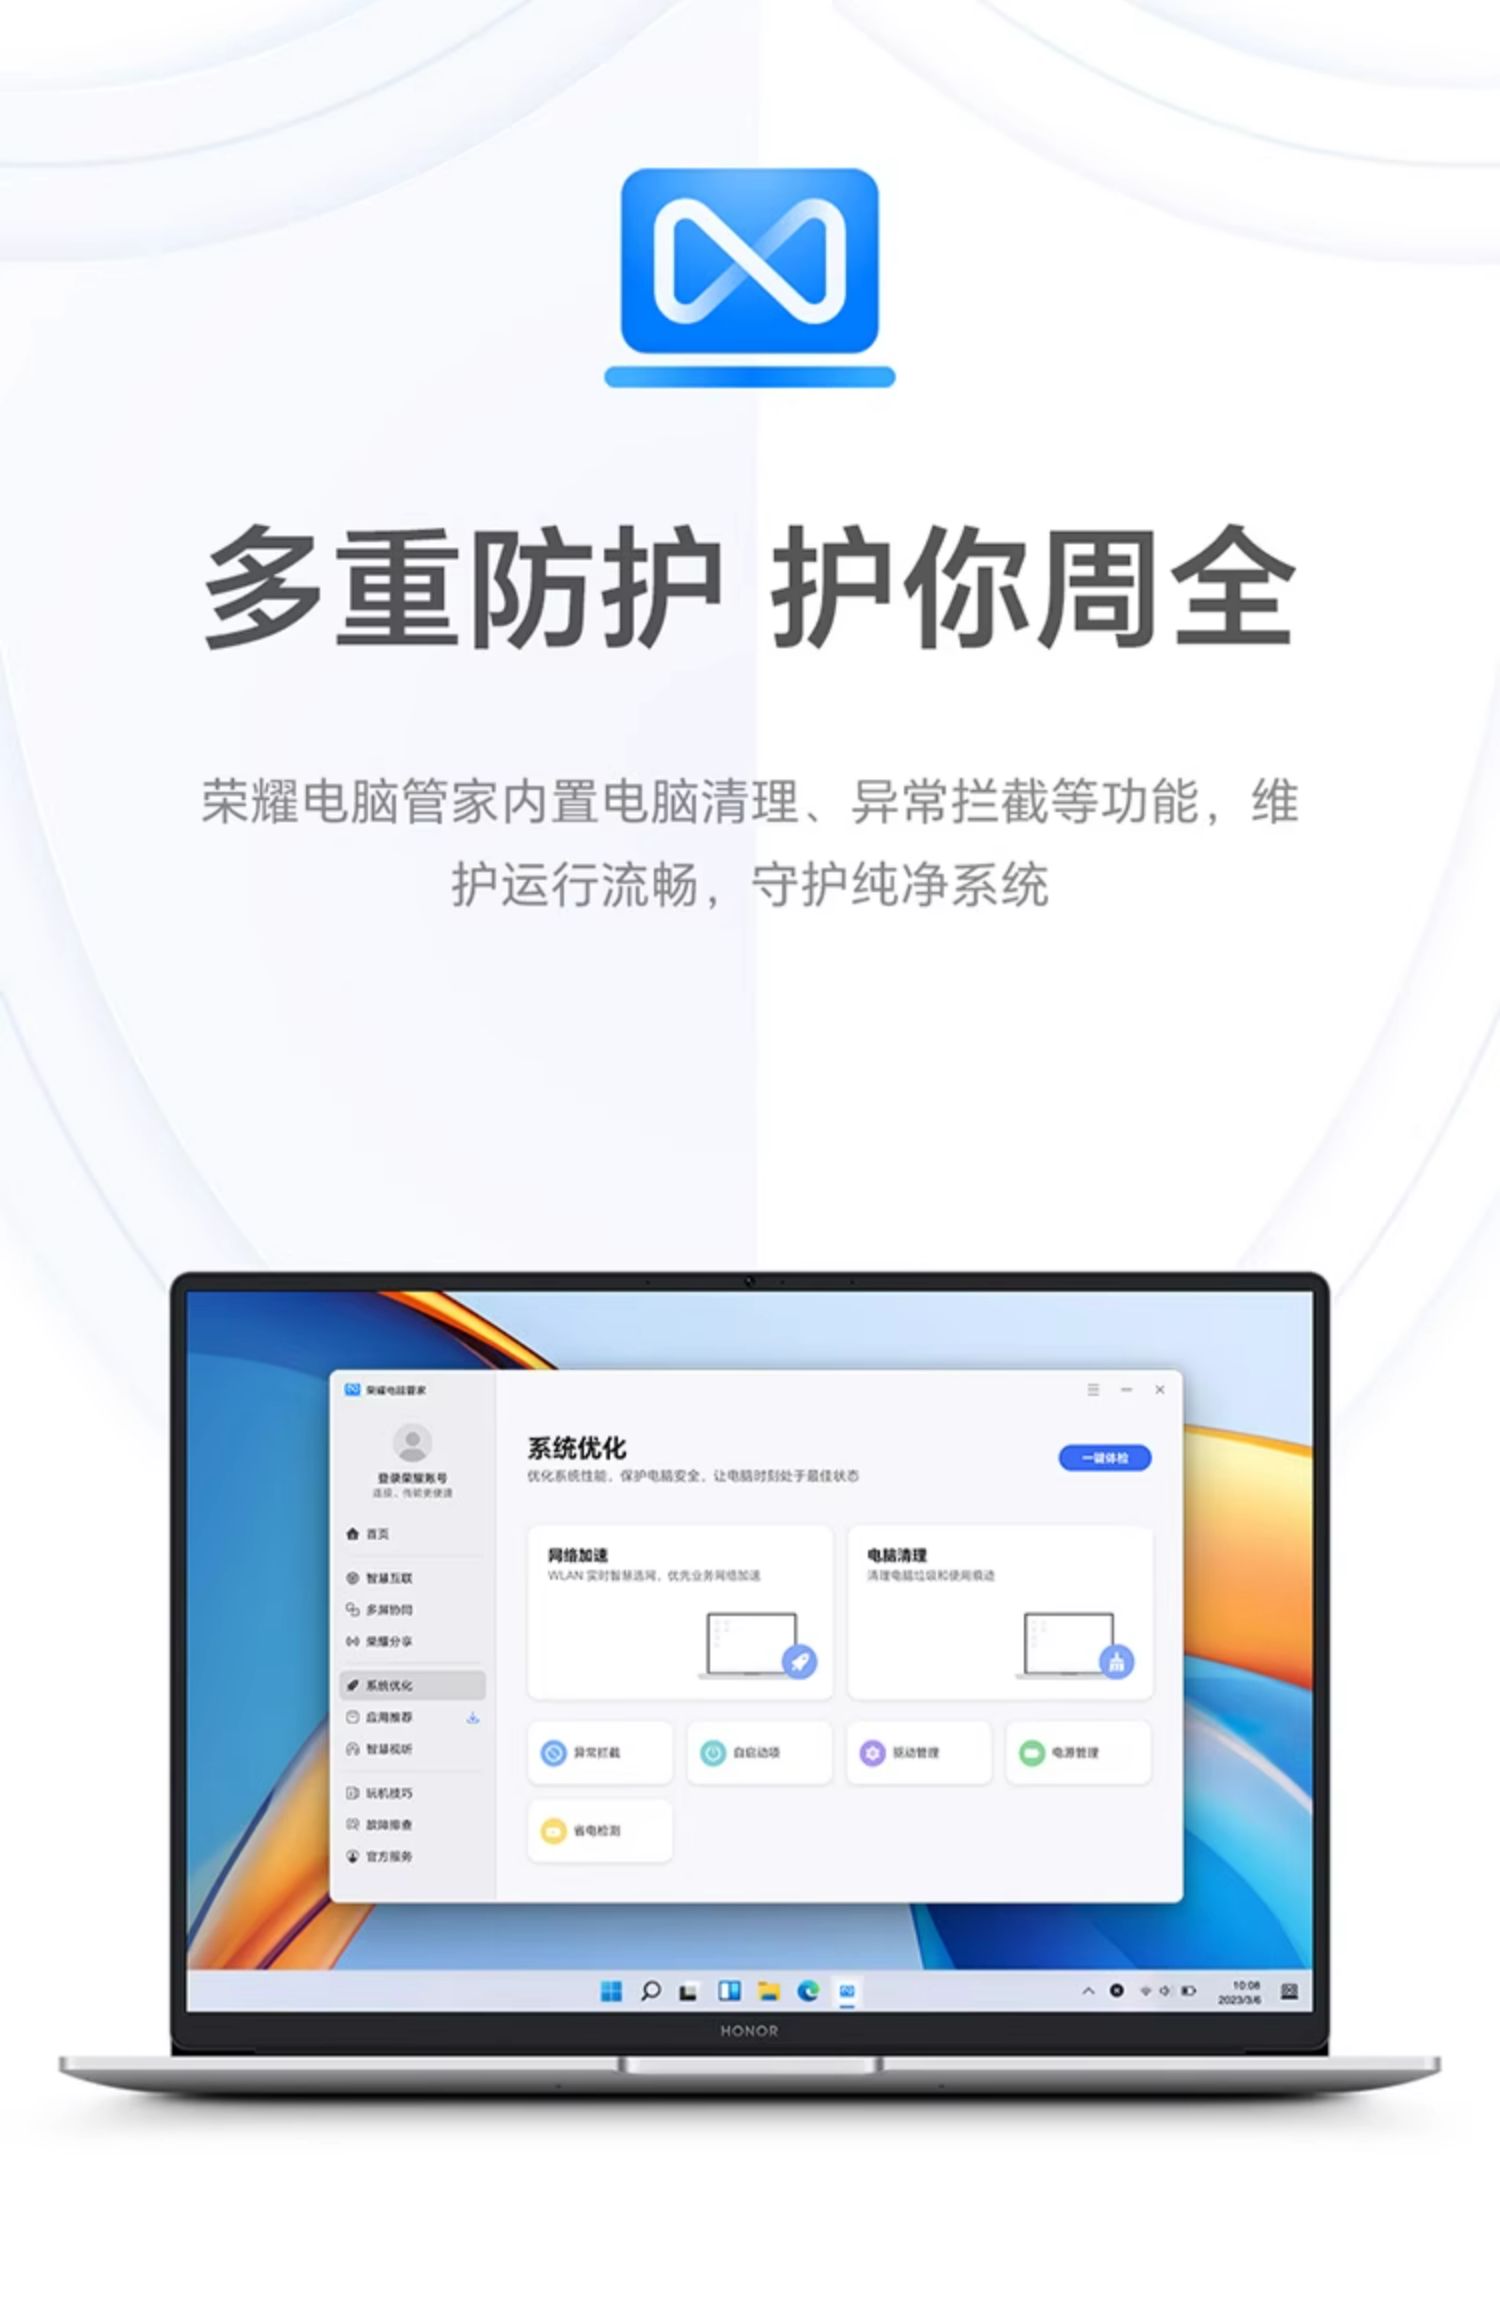 多重防护 护你周全
荣耀电脑管家内置电脑清理、异常拦截等功能，维
护运行流畅，守护纯净系统
荣耀电脑管家
登录荣耀账号
连接、传输更便捷
首页
智慧互联
多屏协同
荣耀分享
系统优化
应用推荐
智慧视听
玩机技巧
故障排查
官方服务
系统优化
优化系统性能，保护电脑安全，让电脑时刻处于最佳状态
一键体检
网络加速
WLAN 实时智慧选网，优先业务网络加速
电脑清理
清理电脑垃圾和使用痕迹
异常拦截
自启动项
驱动管理
电源管理
省电检测
10:08
2023/3/6
HONOR